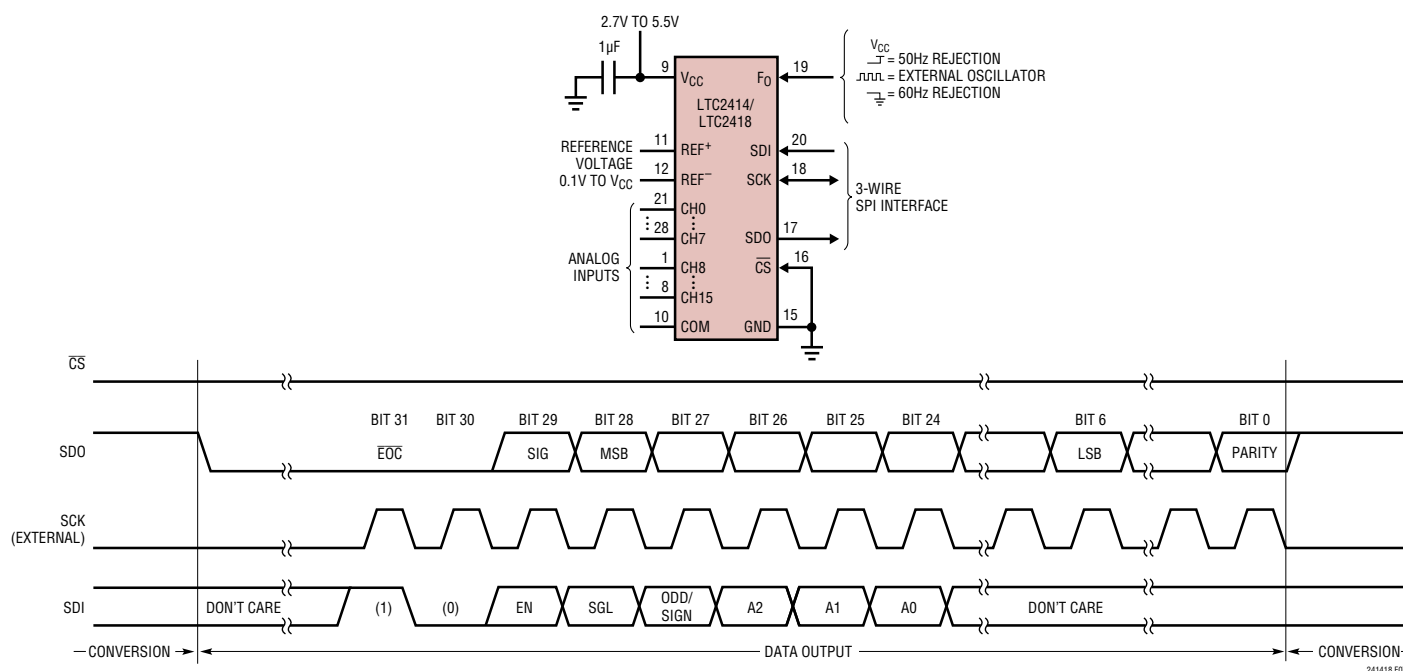 2.7V TO 5.5V
1µF
9
VCC
FO
19
VCC
= 50Hz REJECTION
= EXTERNAL OSCILLATOR
= 60Hz REJECTION
LTC2414/
LTC2418
REFERENCE
VOLTAGE
0.1V TO VCC
11
REF+
12
REF−
SDI
20
SCK
18
3-WIRE
SPI INTERFACE
SDO
17
CS
16
GND
15
ANALOG
INPUTS
21
CH0
28
CH7
1
CH8
8
CH15
10
COM
CS
BIT 31 BIT 30 BIT 29 BIT 28 BIT 27 BIT 26 BIT 25 BIT 24 BIT 6 BIT 0
SDO EOC SIG MSB LSB PARITY
SCK
(EXTERNAL)
SDI DON'T CARE (1) (0) EN SGL ODD/
SIGN A2 A1 A0 DON'T CARE
CONVERSION DATA OUTPUT CONVERSION